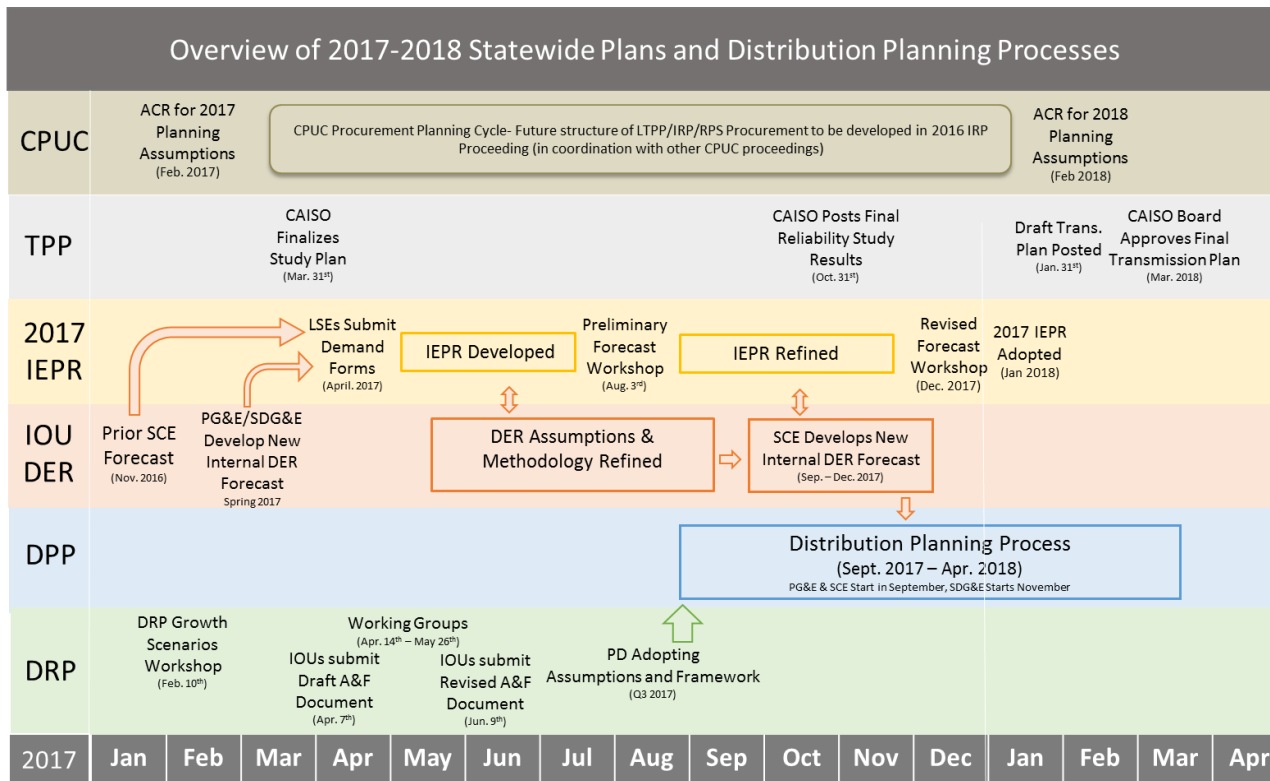 Overview of 2017-2018 Statewide Plans and Distribution Planning Processes
CPUC
ACR for 2017
Planning
Assumptions
(Feb. 2017)
CPUC Procurement Planning Cycle- Future structure of LTPP/IRP/RPS Procurement to be developed in 2016 IRP
Proceeding (in coordination with other CPUC proceedings)
ACR for 2018
Planning
Assumptions
(Feb 2018)
TPP
CAISO
Finalizes
Study Plan
(Mar. 31st)
CAISO Posts Final
Reliability Study
Results
(Oct. 31st)
Draft Trans.
Plan Posted
(Jan. 31st)
CAISO Board
Approves Final
Transmission Plan
(Mar. 2018)
2017
IEPR
LSEs Submit
Demand
Forms
(April. 2017)
IEPR Developed
Preliminary
Forecast
Workshop
(Aug. 3rd)
IEPR Refined
Revised
Forecast
Workshop
(Dec. 2017)
2017 IEPR
Adopted
(Jan 2018)
IOU
DER
Prior SCE
Forecast
(Nov. 2016)
PG&E/SDG&E
Develop New
Internal DER
Forecast
Spring 2017
DER Assumptions &
Methodology Refined
SCE Develops New
Internal DER Forecast
(Sep. – Dec. 2017)
DPP
Distribution Planning Process
(Sept. 2017 – Apr. 2018)
PG&E & SCE Start in September, SDG&E Starts November
DRP
DRP Growth
Scenarios
Workshop
(Feb. 10th)
Working Groups
(Apr. 14th – May 26th)
IOUs submit
Draft A&F
Document
(Apr. 7th)
IOUs submit
Revised A&F
Document
(Jun. 9th)
PD Adopting
Assumptions and Framework
(Q3 2017)
2017 Jan Feb Mar Apr May Jun Jul Aug Sep Oct Nov Dec Jan Feb Mar Apr